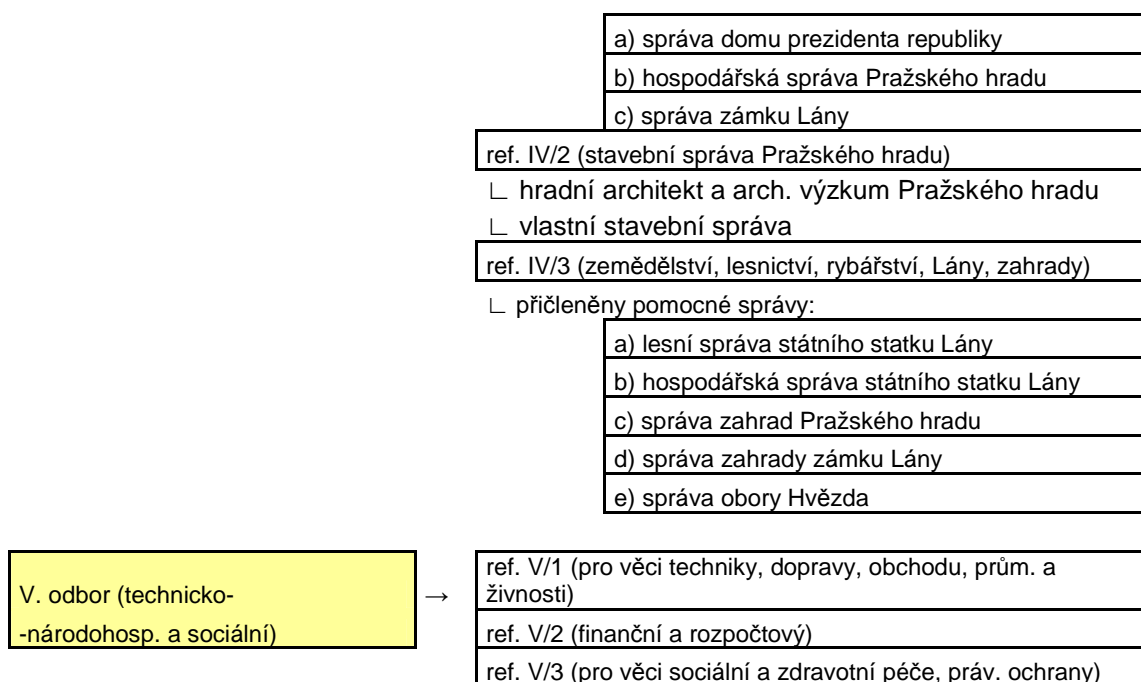 a) správa domu prezidenta republiky
b) hospodářská správa Pražského hradu
c) správa zámku Lány
ref. IV/2 (stavební správa Pražského hradu)
∟ hradní architekt a arch. výzkum Pražského hradu
∟ vlastní stavební správa
ref. IV/3 (zemědělství, lesnictví, rybářství, Lány, zahrady)
∟ přičleněny pomocné správy:
a) lesní správa státního statku Lány
b) hospodářská správa státního statku Lány
c) správa zahrad Pražského hradu
d) správa zahrady zámku Lány
e) správa obory Hvězda
V. odbor (technicko-
-národohosp. a sociální)
→
ref. V/1 (pro věci techniky, dopravy, obchodu, prům. a
živnosti)
ref. V/2 (finanční a rozpočtový)
ref. V/3 (pro věci sociální a zdravotní péče, práv. ochrany)